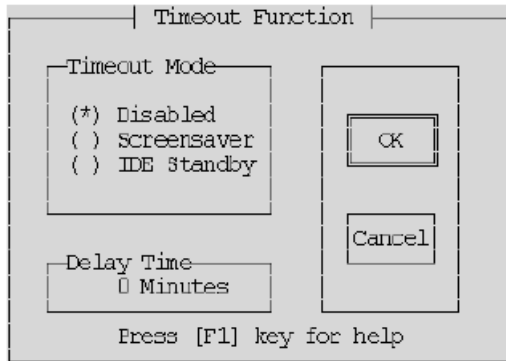 Timeout Function
Timeout Mode
(*) Disabled
( ) Screensaver
( ) IDE Standby
OK
Cancel
Delay Time
0 Minutes
Press [F1] key for help